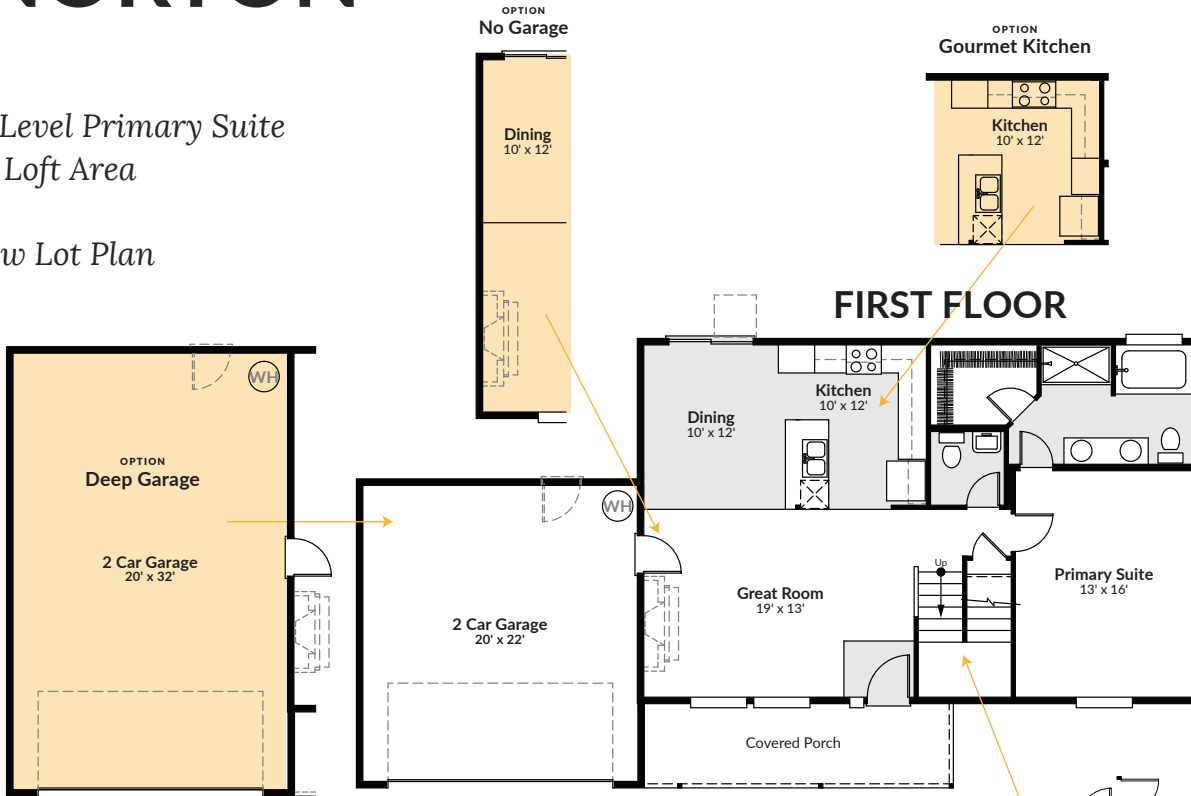 OPTION
No Garage
OPTION
Gourmet Kitchen
Level Primary Suite
Loft Area
Lot Plan
Dining
10' x 12'
Kitchen
10' x 12'
FIRST FLOOR
WH
OPTION
Deep Garage
2 Car Garage
20' x 32'
WH
2 Car Garage
20' x 22'
Dining
10' x 12'
Kitchen
10' x 12'
Great Room
19' x 13'
Up
Primary Suite
13' x 16'
Covered Porch